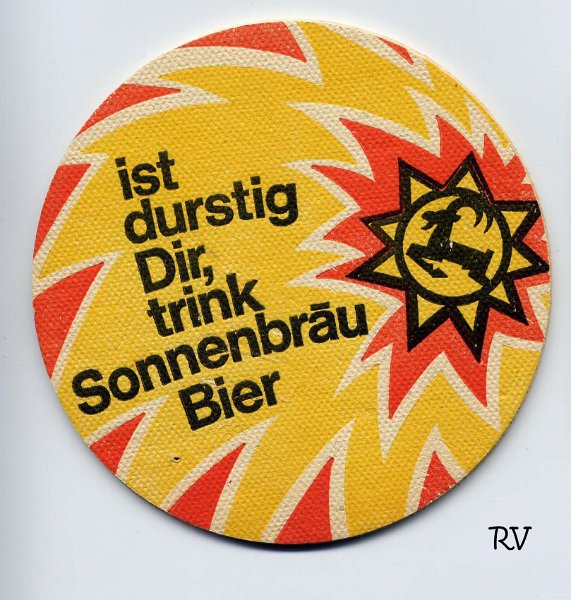 ist
durstig
Dir,
trink
Sonnenbräu
Bier
RV